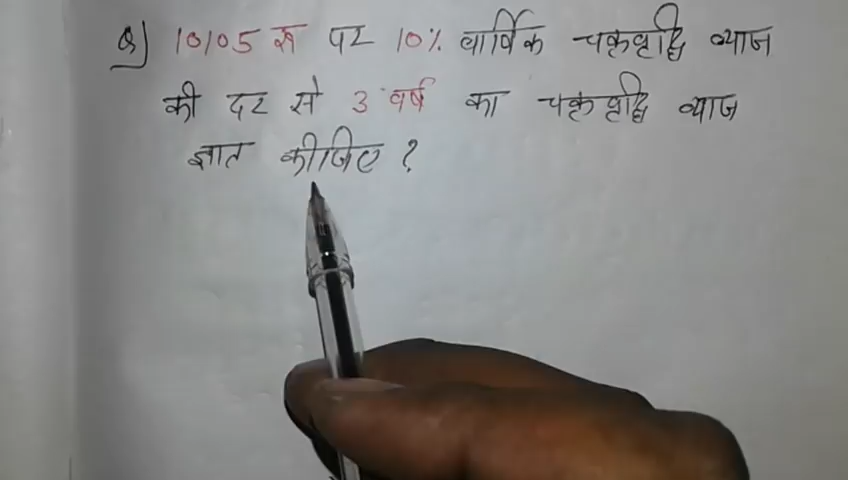 Q] 10105 रू पर 10% वार्षिक चक्रवृद्धि व्याज
की दर से 3 वर्ष का चक्रवृद्धि व्याज
ज्ञात कीजिए ?